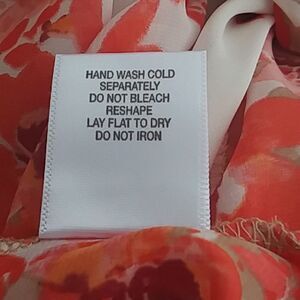 HAND WASH COLD
SEPARATELY
DO NOT BLEACH
RESHAPE
LAY FLAT TO DRY
DO NOT IRON